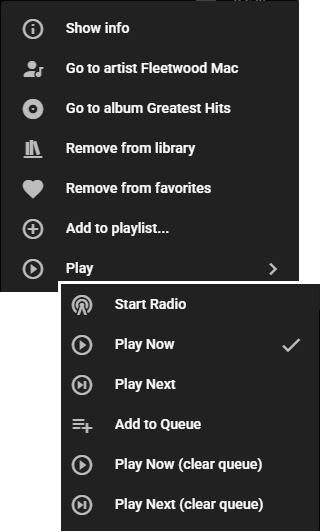 Show info
Go to artist Fleetwood Mac
Go to album Greatest Hits
Remove from library
Remove from favorites
Add to playlist...
Play
Start Radio
Play Now
Play Next
Add to Queue
Play Now (clear queue)
Play Next (clear queue)